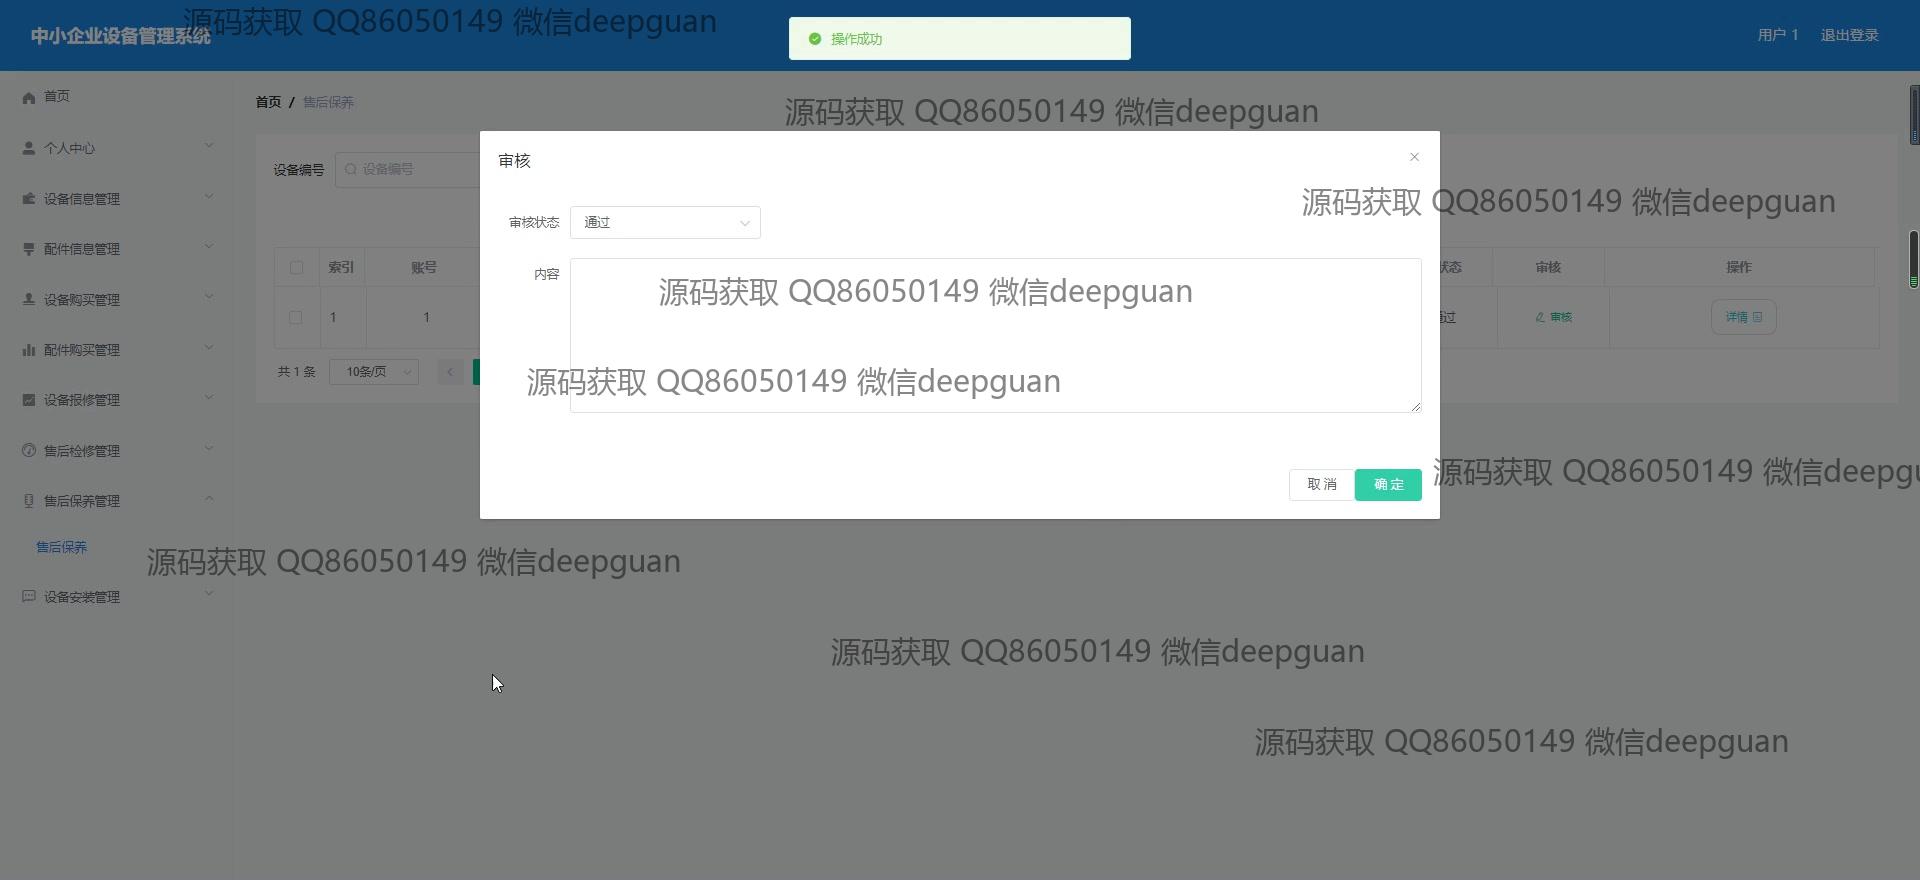 中小企业设备管理系统
源码获取 QQ86050149 微信deepguan
操作成功
用户 1
退出登录
首页
个人中心
设备信息管理
配件信息管理
设备购买管理
配件购买管理
设备报修管理
售后检修管理
售后保养管理
售后保养
设备安装管理
首页 / 售后保养
源码获取 QQ86050149 微信deepguan
设备编号 设备编号
审核
源码获取 QQ86050149 微信deepguan
审核状态 通过
内容
源码获取 QQ86050149 微信deepguan
源码获取 QQ86050149 微信deepguan
取 消 确 定
索引 账号 状态 审核 操作
1 1 通过 审核 详情
共 1 条 10条/页
源码获取 QQ86050149 微信deepgu
源码获取 QQ86050149 微信deepguan
源码获取 QQ86050149 微信deepguan
源码获取 QQ86050149 微信deepguan